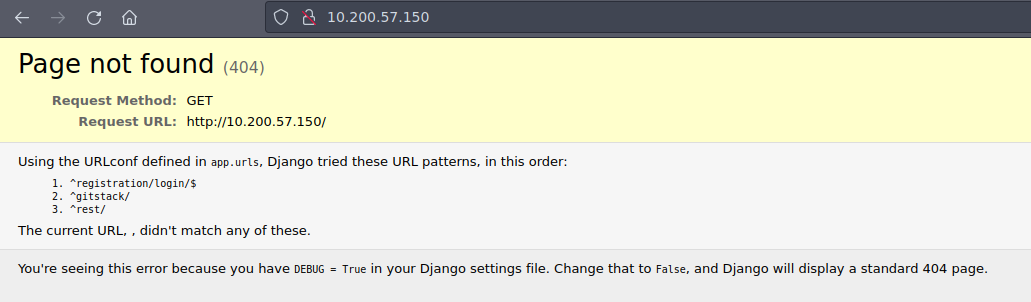 10.200.57.150
Page not found (404)
Request Method: GET
Request URL: http://10.200.57.150/
Using the URLconf defined in app.urls, Django tried these URL patterns, in this order:
1. ^registration/login/$
2. ^gitstack/
3. ^rest/
The current URL, , didn't match any of these.
You're seeing this error because you have DEBUG = True in your Django settings file. Change that to False, and Django will display a standard 404 page.